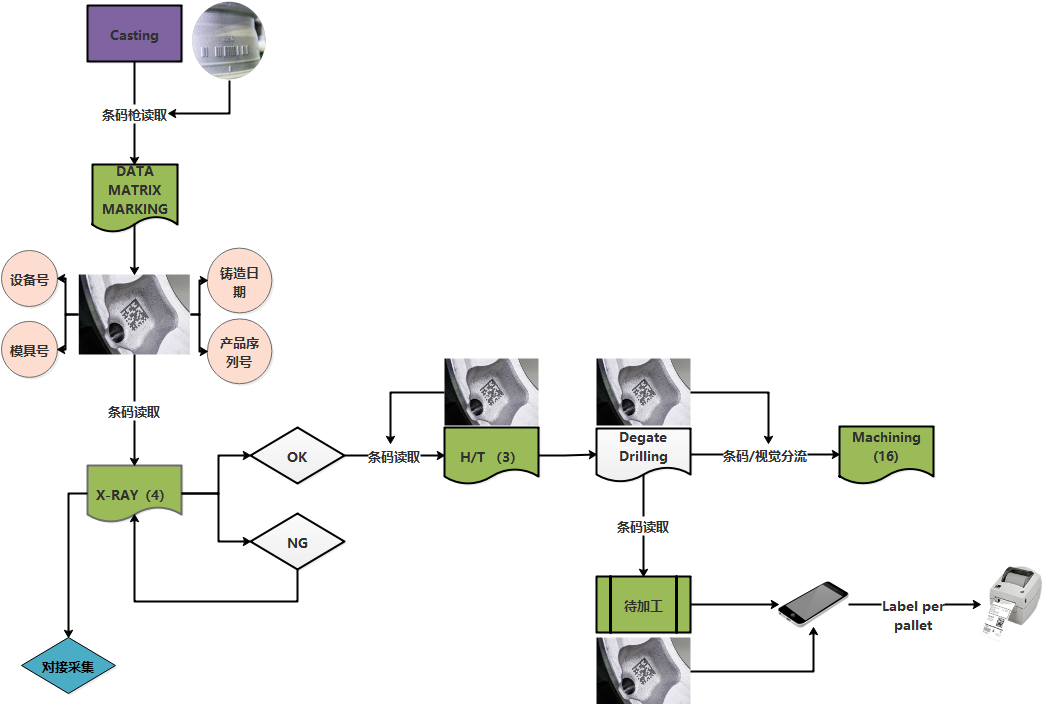 Casting
条码枪读取
DATA
MATRIX
MARKING
设备号
铸造日
期
模具号
产品序
列号
条码读取
X-RAY（4）
OK
NG
对接采集
条码读取
H/T （3）
Degate
Drilling
条码/视觉分流
Machining
(16)
条码读取
待加工
Label per
pallet